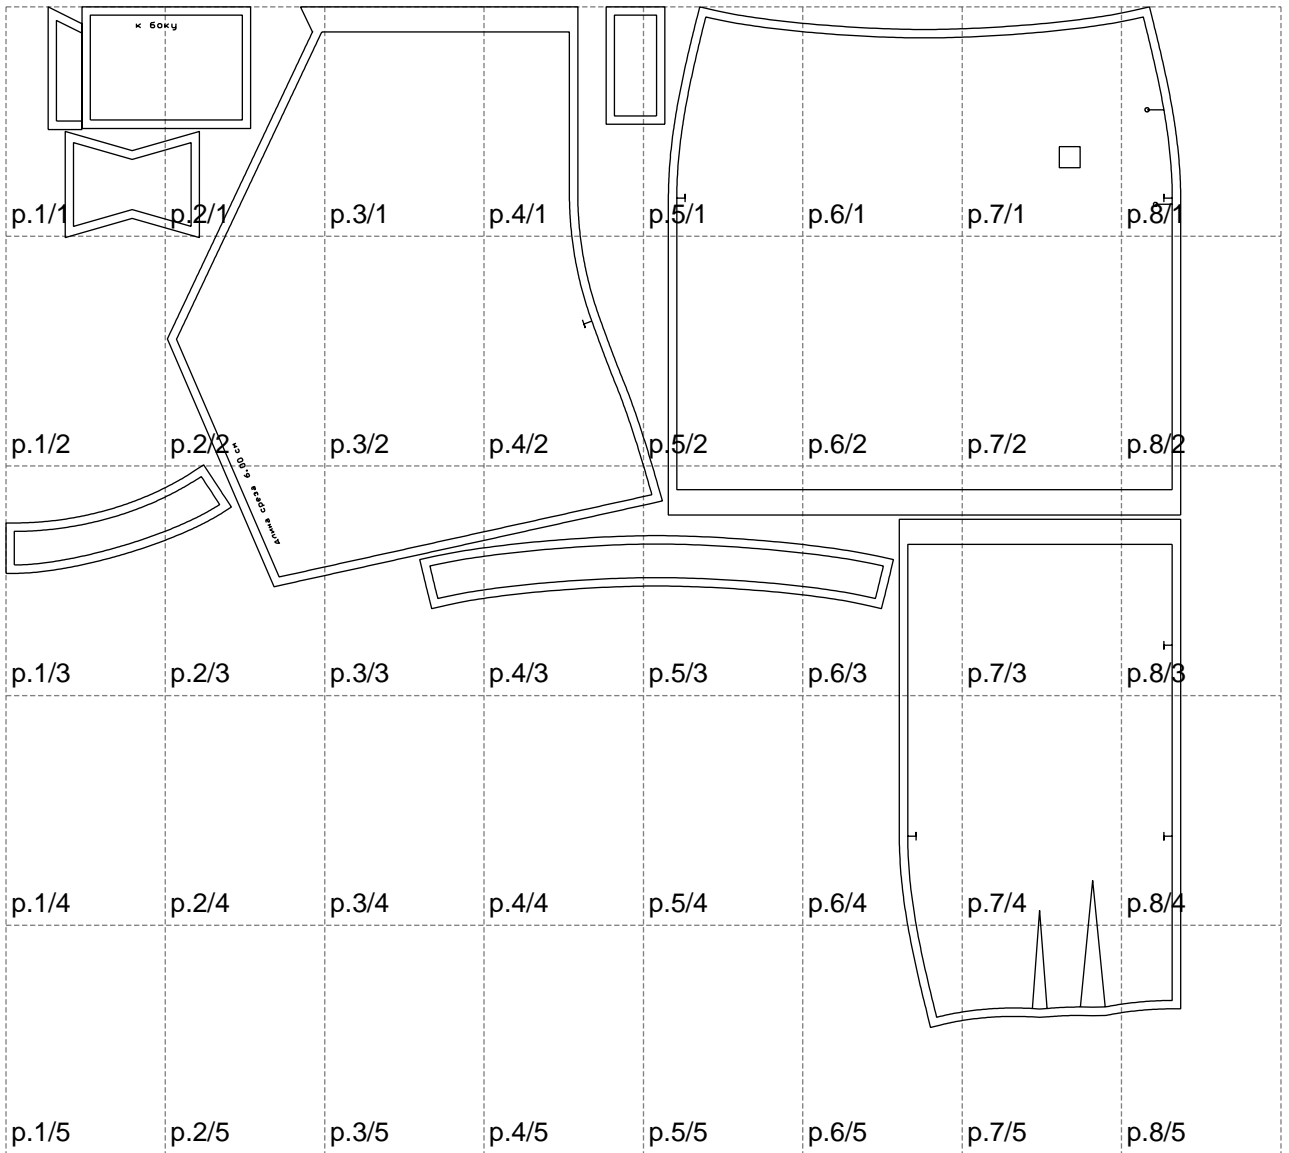 к боку
p.1/1 p.2/1 p.3/1 p.4/1 p.5/1 p.6/1 p.7/1 p.8/1
p.1/2 p.2/2 p.3/2 p.4/2 p.5/2 p.6/2 p.7/2 p.8/2
длина среза 6.00 см
p.1/3 p.2/3 p.3/3 p.4/3 p.5/3 p.6/3 p.7/3 p.8/3
p.1/4 p.2/4 p.3/4 p.4/4 p.5/4 p.6/4 p.7/4 p.8/4
p.1/5 p.2/5 p.3/5 p.4/5 p.5/5 p.6/5 p.7/5 p.8/5